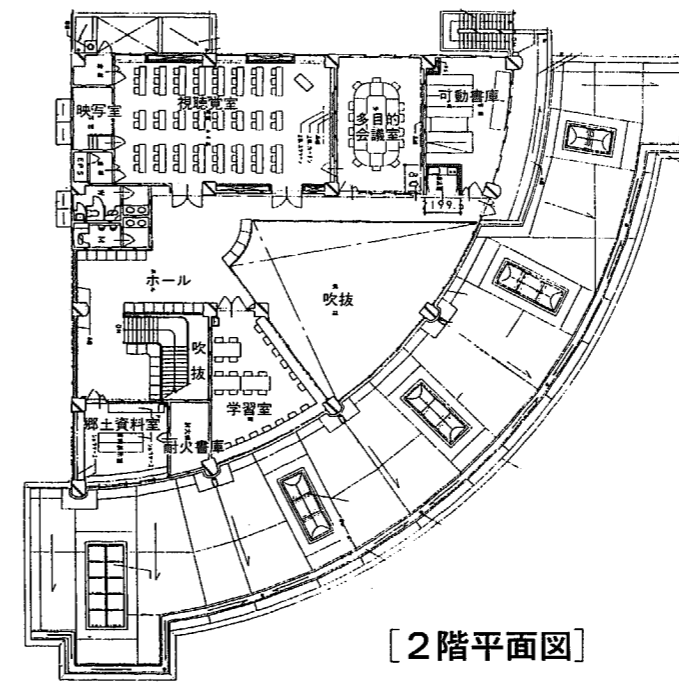 映写室
視聴覚室
多目的
会議室
可動書庫
EPS
199.
ホール
吹抜
吹
抜
学習室
郷土資料室
耐火書庫
［２階平面図］